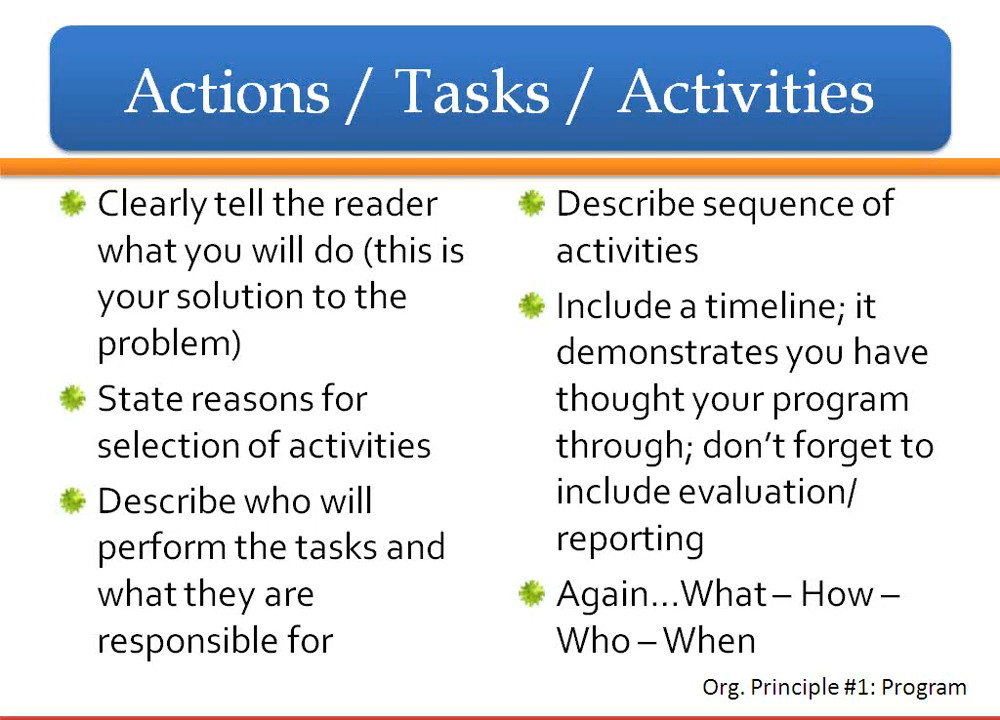 Actions / Tasks / Activities
Clearly tell the reader
what you will do (this is
your solution to the
problem)
State reasons for
selection of activities
Describe who will
perform the tasks and
what they are
responsible for
Describe sequence of
activities
Include a timeline; it
demonstrates you have
thought your program
through; don’t forget to
include evaluation/
reporting
Again…What – How –
Who – When
Org. Principle #1: Program